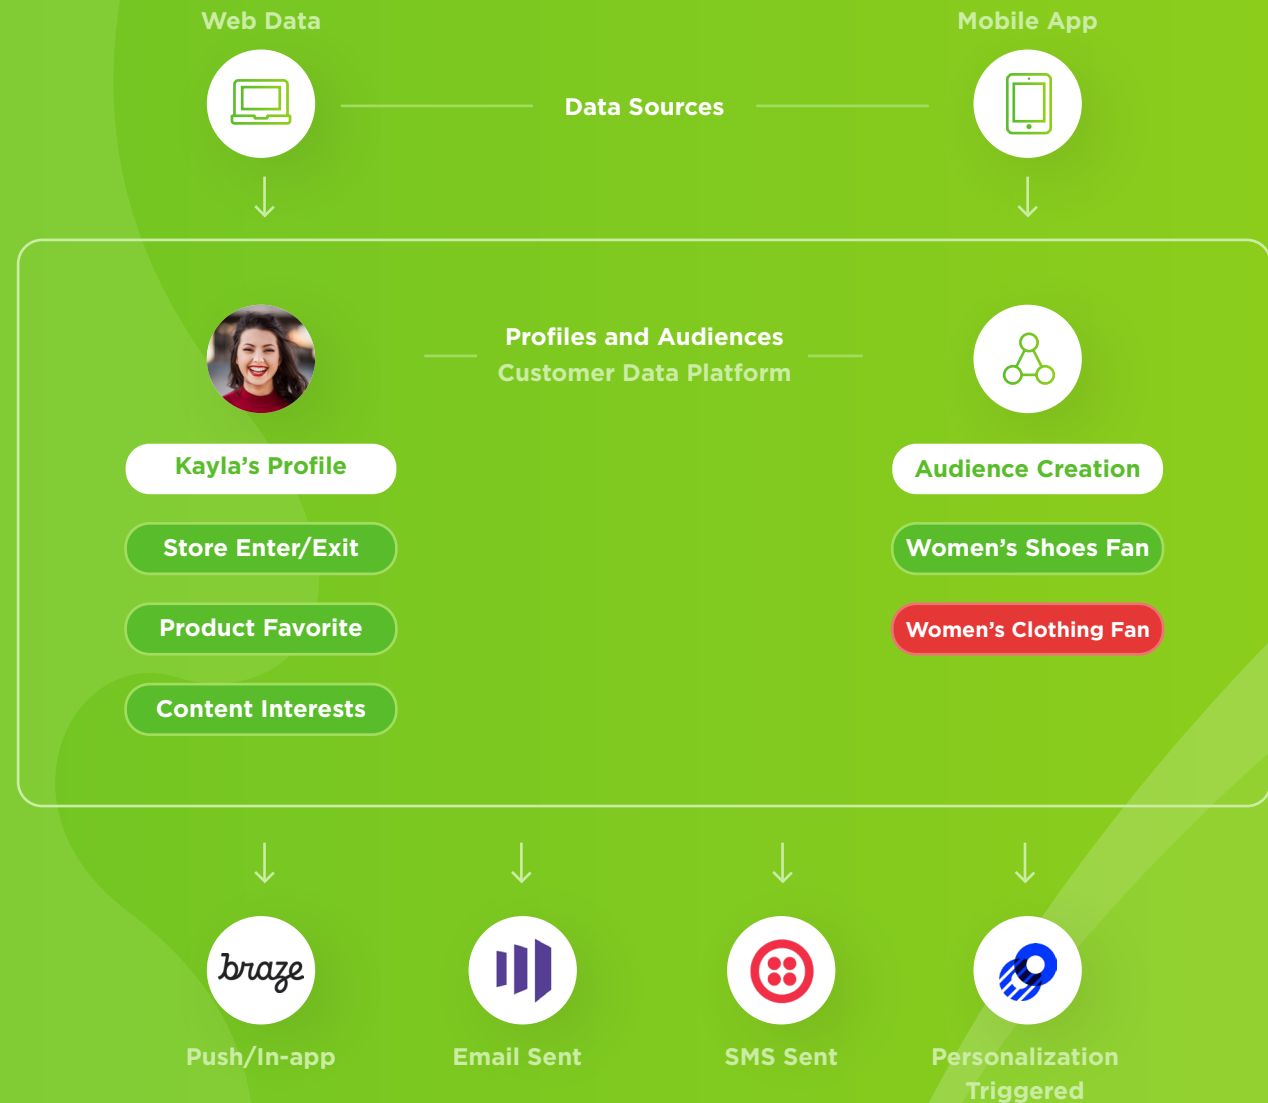 Web Data
Mobile App
Data Sources
Profiles and Audiences
Customer Data Platform
Kayla’s Profile
Store Enter/Exit
Product Favorite
Content Interests
Audience Creation
Women’s Shoes Fan
Women’s Clothing Fan
braze
Push/In-app
Email Sent
SMS Sent
Personalization
Triggered